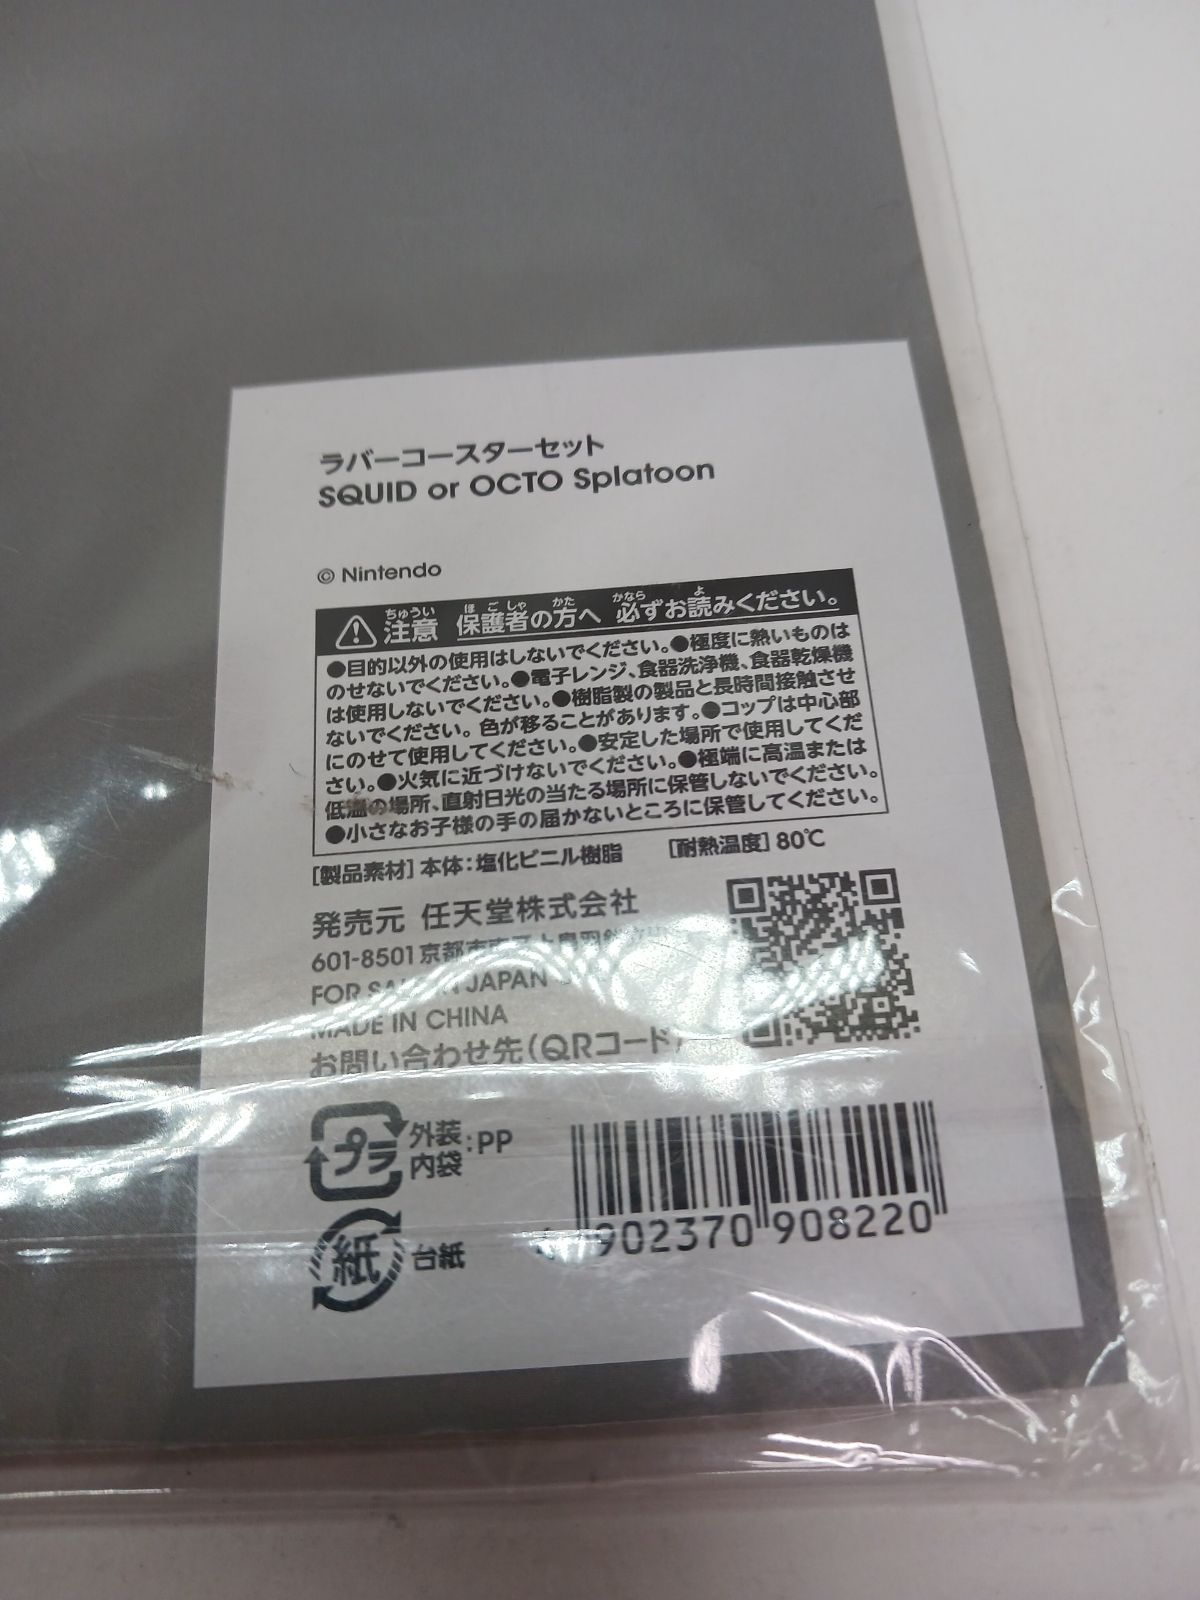 ラバーコースターセット
SQUID or OCTO Splatoon
© Nintendo
注意 保護者の方へ 必ずお読みください。
●目的以外の使用はしないでください。●極度に熱いものは
のせないでください。●電子レンジ、食器洗浄機、食器乾燥機
は使用しないでください。●樹脂製の製品と長時間接触させ
ないでください。色が移ることがあります。●コップは中心部
にのせて使用してください。●安定した場所で使用してくだ
さい。●火気に近づけないでください。●極端に高温または
低温の場所、直射日光の当たる場所に保管しないでください。
●小さなお子様の手の届かないところに保管してください。
[製品素材] 本体：塩化ビニル樹脂 [耐熱温度] 80℃
発売元 任天堂株式会社
601-8501 京都市
FOR SALE IN JAPAN
MADE IN CHINA
お問い合わせ先(QRコード)
プラ 外装 内袋 : PP
紙 台紙
902370 908220